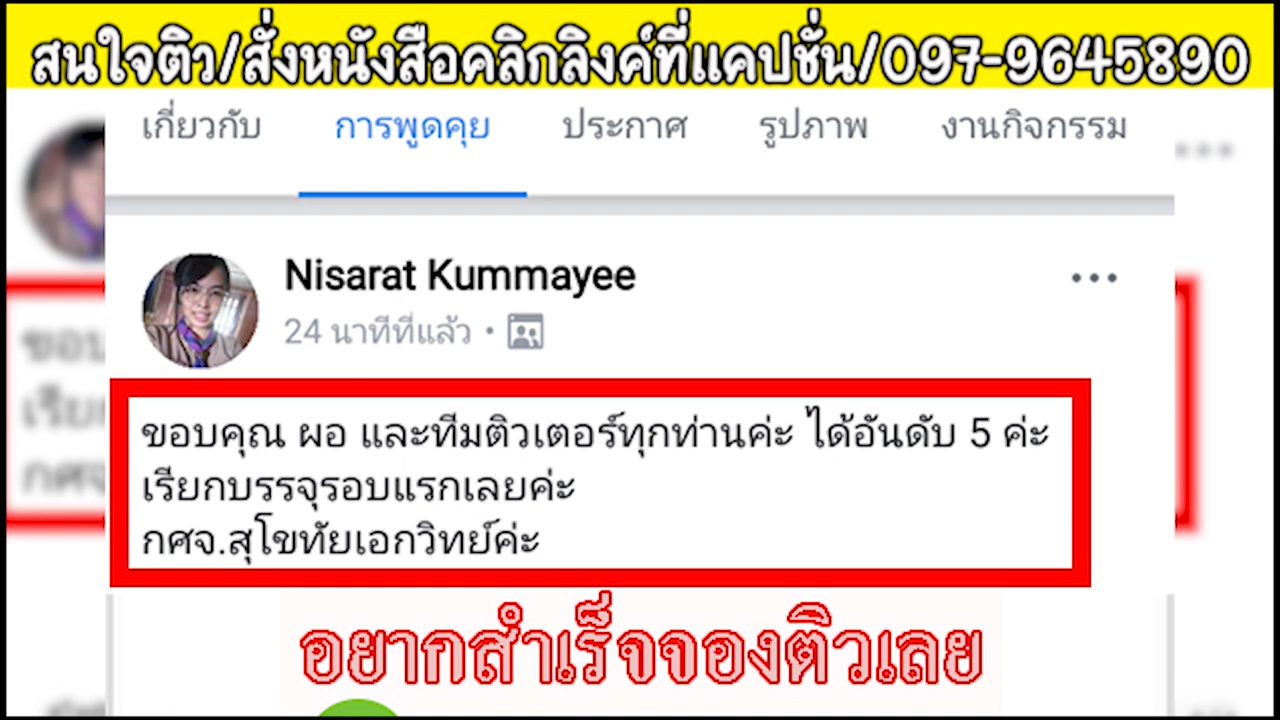 สนใจติว/สั่งหนังสือคลิกลิงค์ที่แคปชั่น/097-9645890
เกี่ยวกับ การพูดคุย ประกาศ รูปภาพ งานกิจกรรม
Nisarat Kummayee
24 นาทีที่แล้ว
ขอบคุณ ผอ และทีมติวเตอร์ทุกท่านค่ะ ได้อันดับ 5 ค่ะ
เรียกบรรจุรอบแรกเลยค่ะ
กศจ.สุโขทัยเอกวิทย์ค่ะ
อยากสำเร็จจองติวเลย